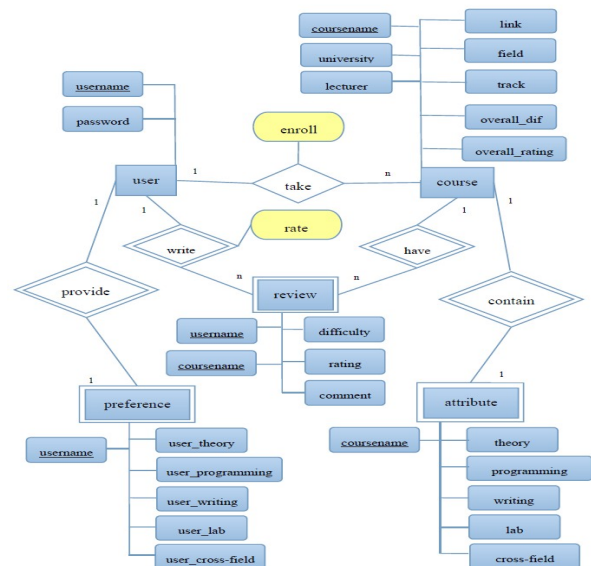 coursename
link
university
field
lecturer
track
username
password
overall_dif
enroll
overall_rating
user
1
take
n
course
1
1
1
1
write
rate
have
provide
n
review
n
contain
username
difficulty
coursename
rating
1
comment
1
preference
attribute
username
user_theory
coursename
theory
user_programming
programming
user_writing
writing
user_lab
lab
user_cross-field
cross-field